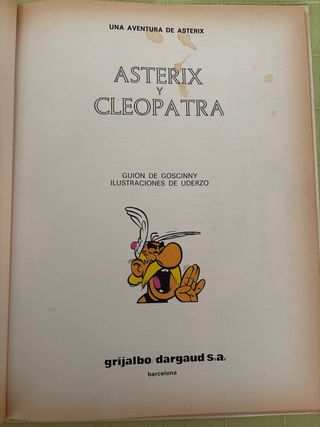 UNA AVENTURA DE ASTERIX
ASTERIX
Y
CLEOPATRA
GUION DE GOSCINNY
ILUSTRACIONES DE UDERZO
grijalbo/dargaud s.a.
barcelona